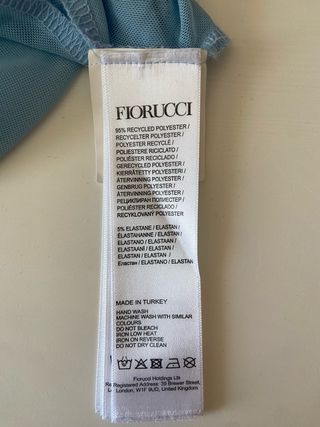 FIORUCCI
95% RECYCLED POLYESTER /
RECYCELTER POLYESTER /
POLYESTER RECYCLÉ /
POLIESTERE RICICLATO /
POLIÉSTER RECICLADO /
GERECYCLED POLYESTER /
KIERRÄTETTY POLYESTERI /
ÅTERVINNING POLYESTER /
GENBRUG POLYESTER /
РЕЦИКЛИРАН ПОЛИЕСТЕР /
POLIÉSTER RECICLADO /
RECYKLOVANÝ POLYESTER
5% ELASTANE / ELASTAN /
ÉLASTHANNE / ELASTAN /
ELASTANO / ELASTAAN /
ELASTAANI / ELASTAN /
ELASTAN / ELASTAN /
Еластан / ELASTANO / ELASTAN
MADE IN TURKEY
HAND WASH
MACHINE WASH WITH SIMILAR
COLOURS
DO NOT BLEACH
IRON LOW HEAT
IRON ON REVERSE
DO NOT DRY CLEAN
Fiorucci Holdings Ltd
Registered Address: 39 Brewer Street,
London, W1F 9UD, United Kingdom